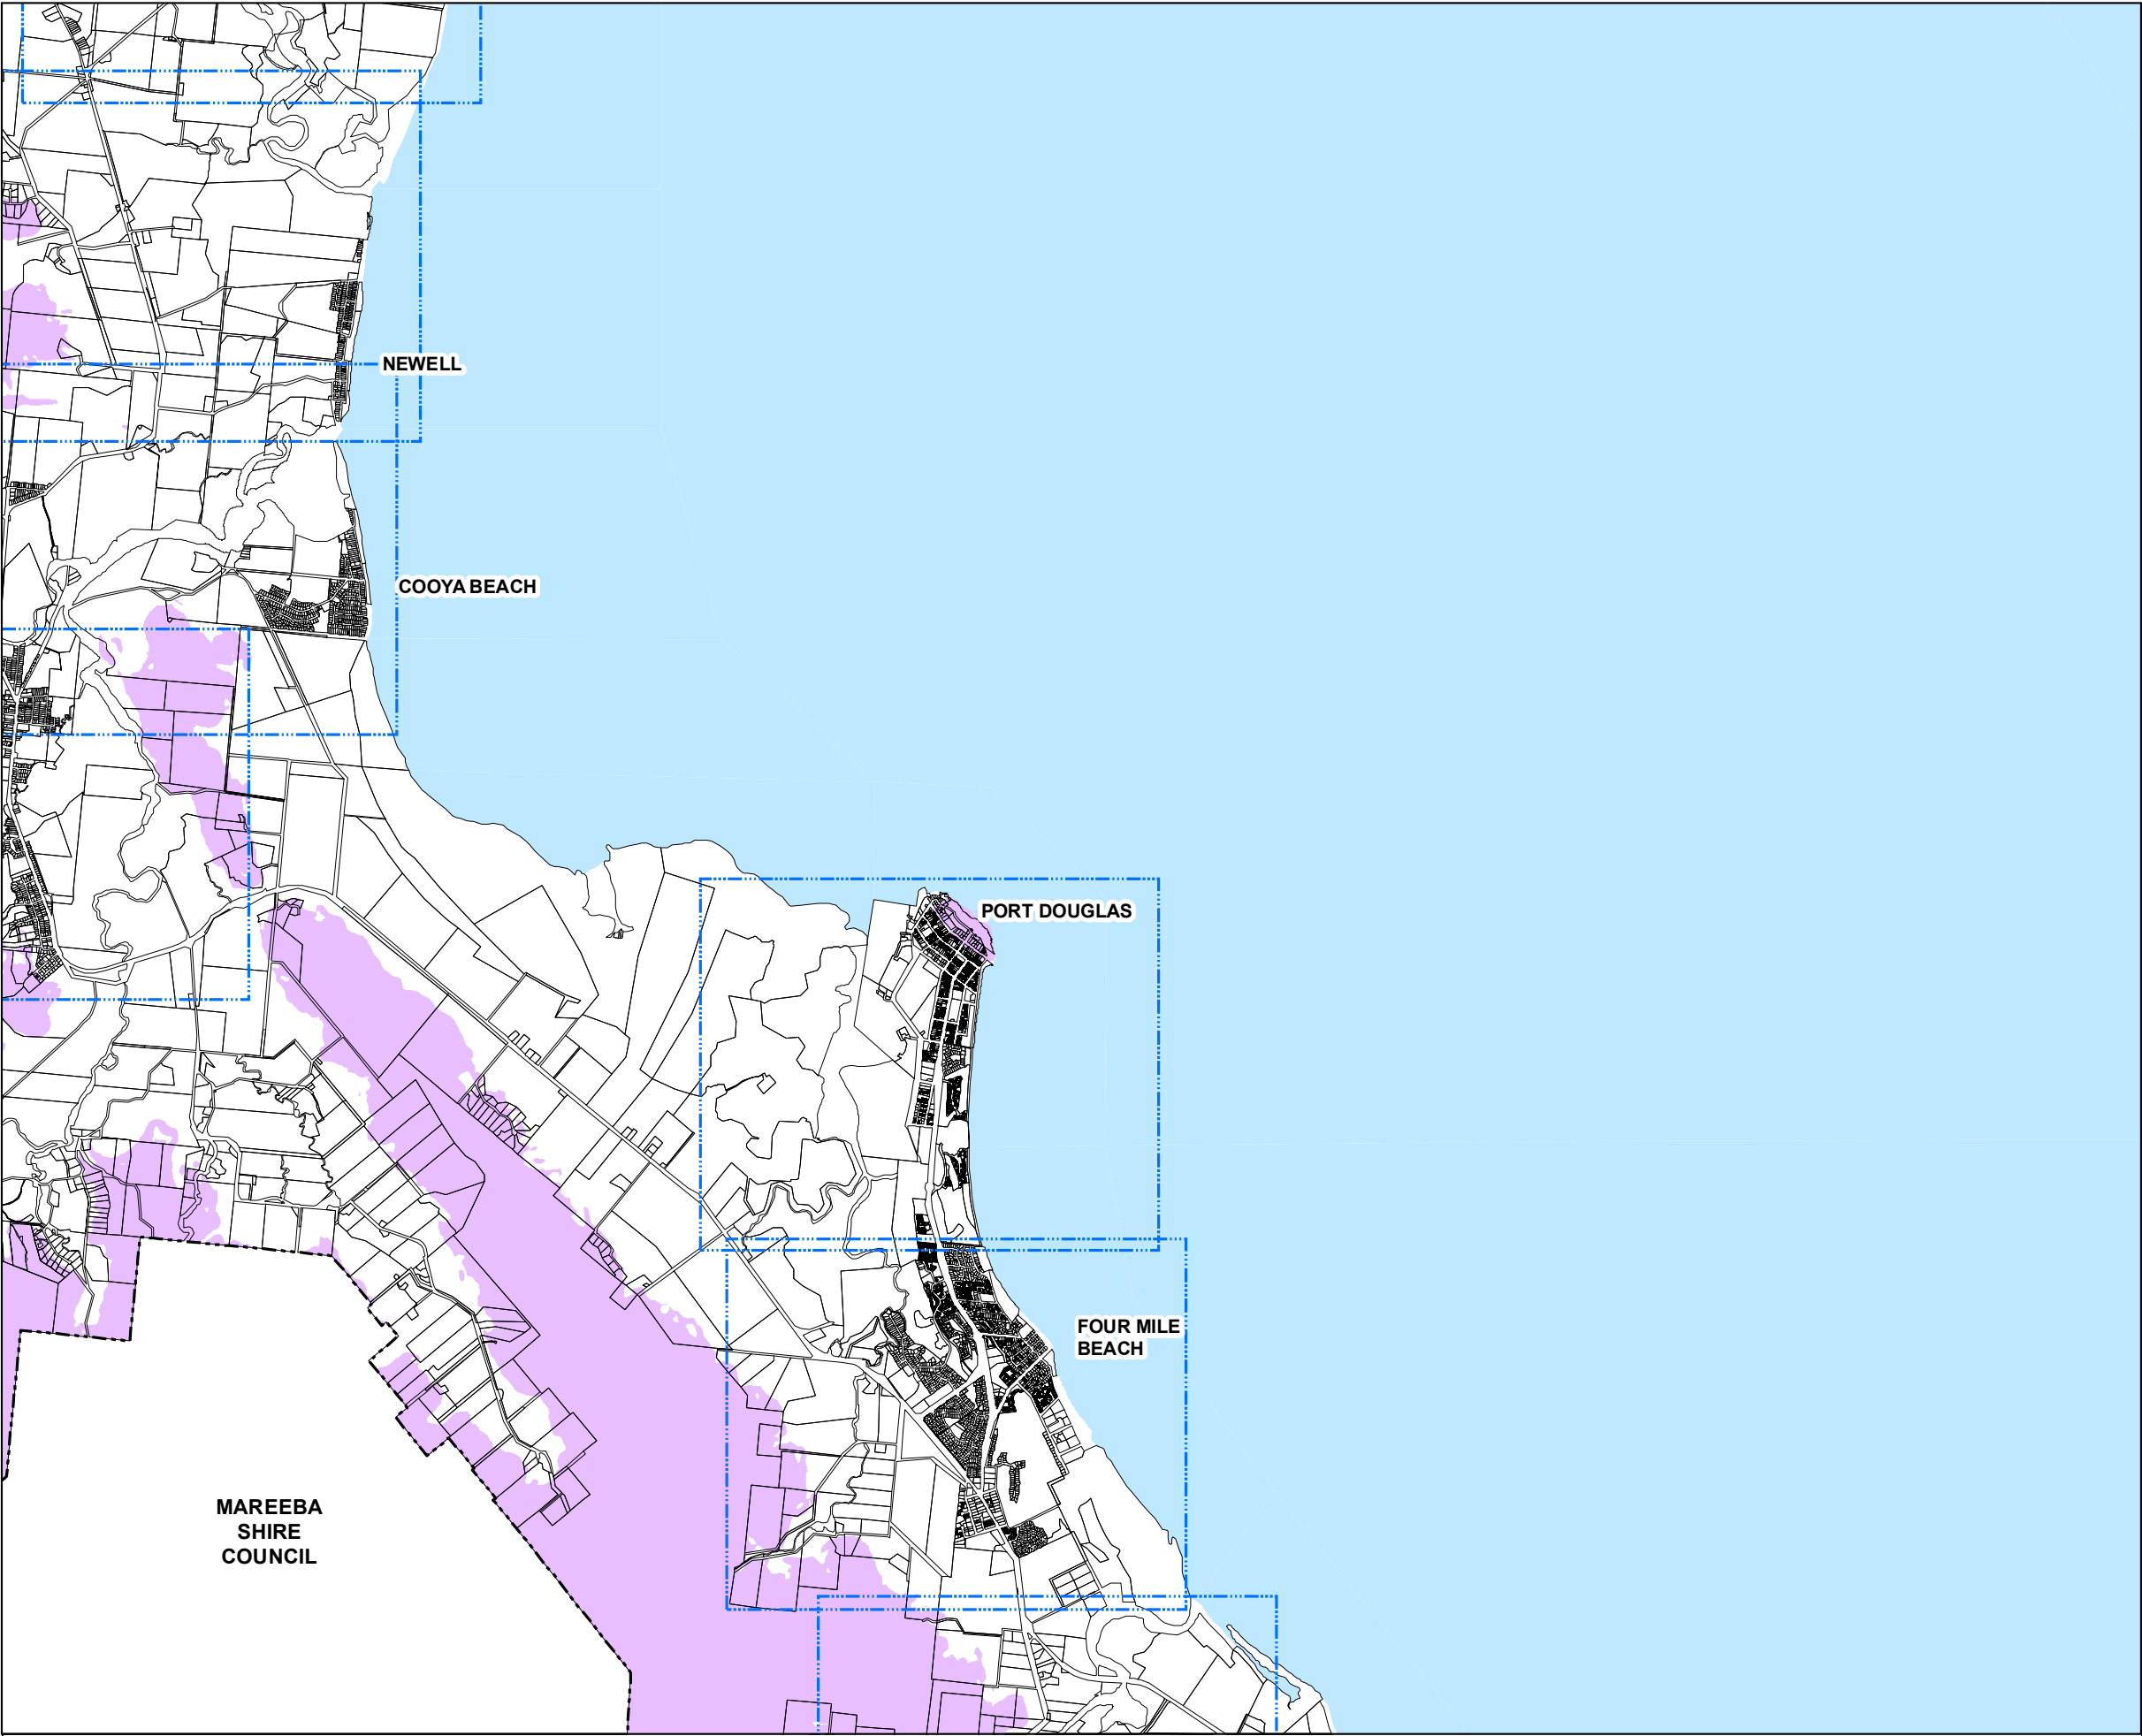 NEWELL
COOYA BEACH
PORT DOUGLAS
FOUR MILE
BEACH
MAREEBA
SHIRE
COUNCIL